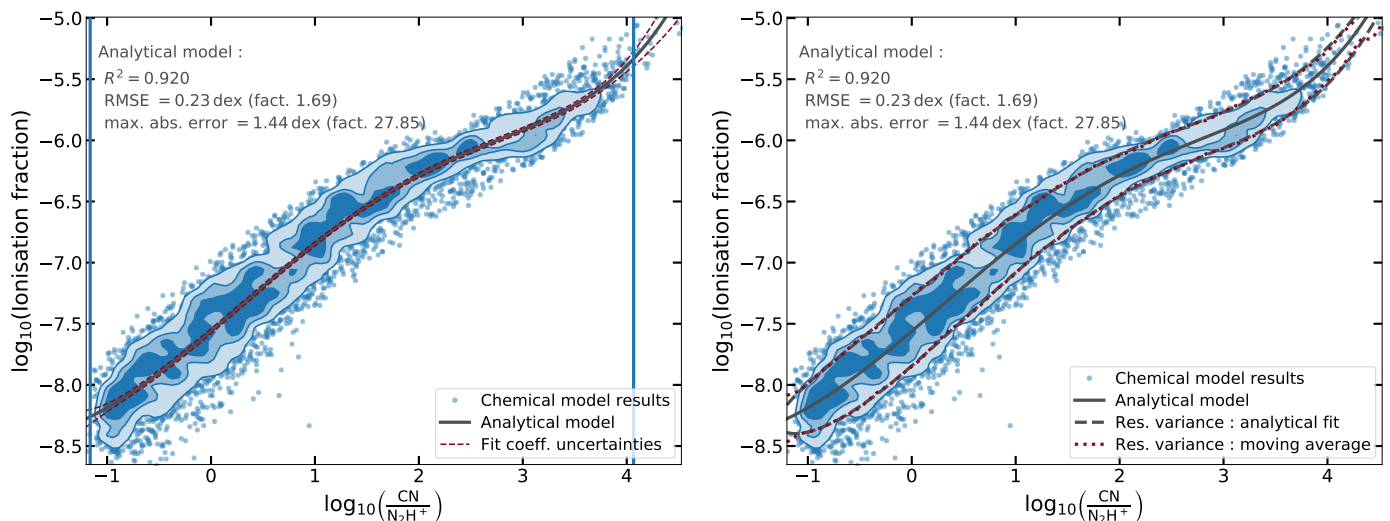 −5.0
−5.5
−6.0
−6.5
−7.0
−7.5
−8.0
−8.5
log₁₀(Ionisation fraction)
Analytical model :
R² = 0.920
RMSE = 0.23 dex (fact. 1.69)
max. abs. error = 1.44 dex (fact. 27.85)
Chemical model results
Analytical model
Fit coeff. uncertainties
−1 0 1 2 3 4
log₁₀(CN/N₂H⁺)
−5.0
−5.5
−6.0
−6.5
−7.0
−7.5
−8.0
−8.5
log₁₀(Ionisation fraction)
Analytical model :
R² = 0.920
RMSE = 0.23 dex (fact. 1.69)
max. abs. error = 1.44 dex (fact. 27.85)
Chemical model results
Analytical model
Res. variance : analytical fit
Res. variance : moving average
−1 0 1 2 3 4
log₁₀(CN/N₂H⁺)